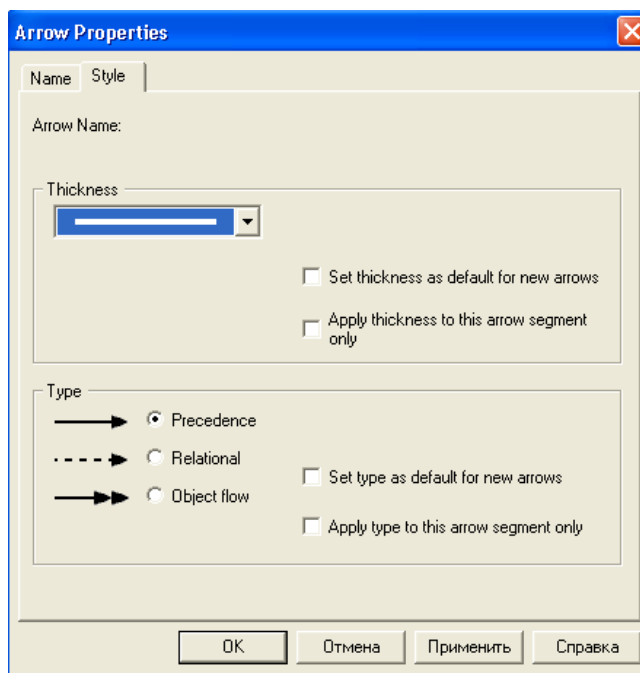 Arrow Properties
Name Style
Arrow Name:
Thickness
Set thickness as default for new arrows
Apply thickness to this arrow segment
only
Type
Precedence
Relational
Object flow
Set type as default for new arrows
Apply type to this arrow segment only
OK Отмена Применить Справка